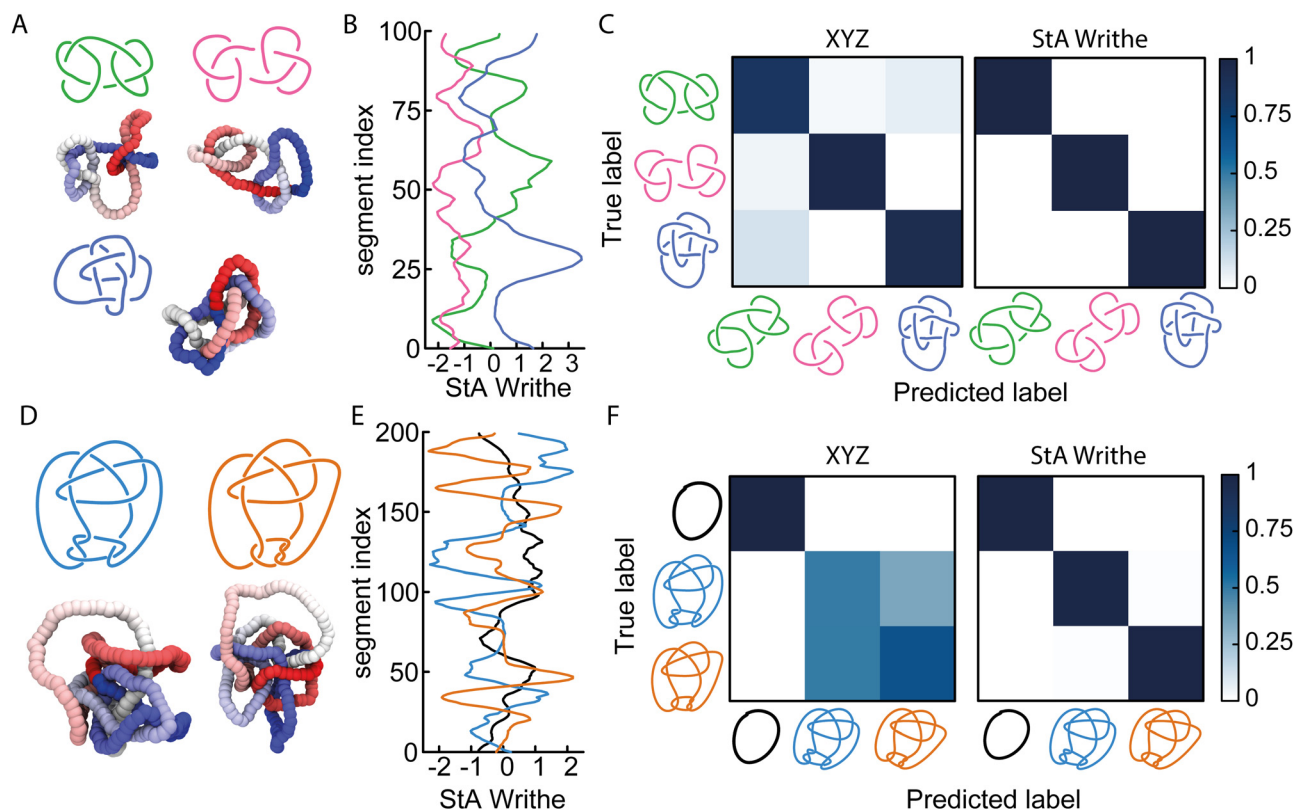 A
B
C
XYZ
StA Writhe
100
75
50
25
0
segment index
-2 -1 0 1 2 3
StA Writhe
True label
Predicted label
1
0.75
0.5
0.25
0
D
E
F
XYZ
StA Writhe
200
150
100
50
0
segment index
-2 -1 0 1 2
StA Writhe
True label
Predicted label
1
0.75
0.5
0.25
0